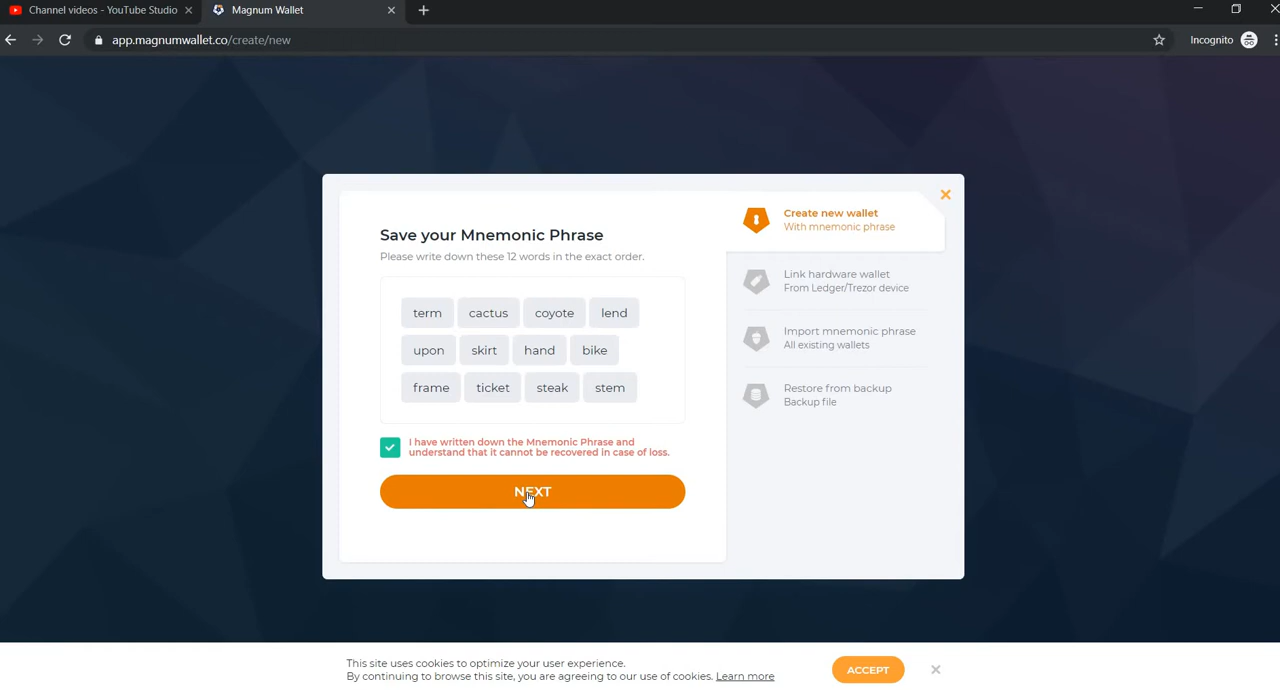 Channel videos - YouTube Studio
Magnum Wallet
app.magnumwallet.co/create/new
Incognito
Save your Mnemonic Phrase
Please write down these 12 words in the exact order.
term cactus coyote lend
upon skirt hand bike
frame ticket steak stem
I have written down the Mnemonic Phrase and
understand that it cannot be recovered in case of loss.
NEXT
Create new wallet
With mnemonic phrase
Link hardware wallet
From Ledger/Trezor device
Import mnemonic phrase
All existing wallets
Restore from backup
Backup file
This site uses cookies to optimize your user experience.
By continuing to browse this site, you are agreeing to our use of cookies. Learn more
ACCEPT